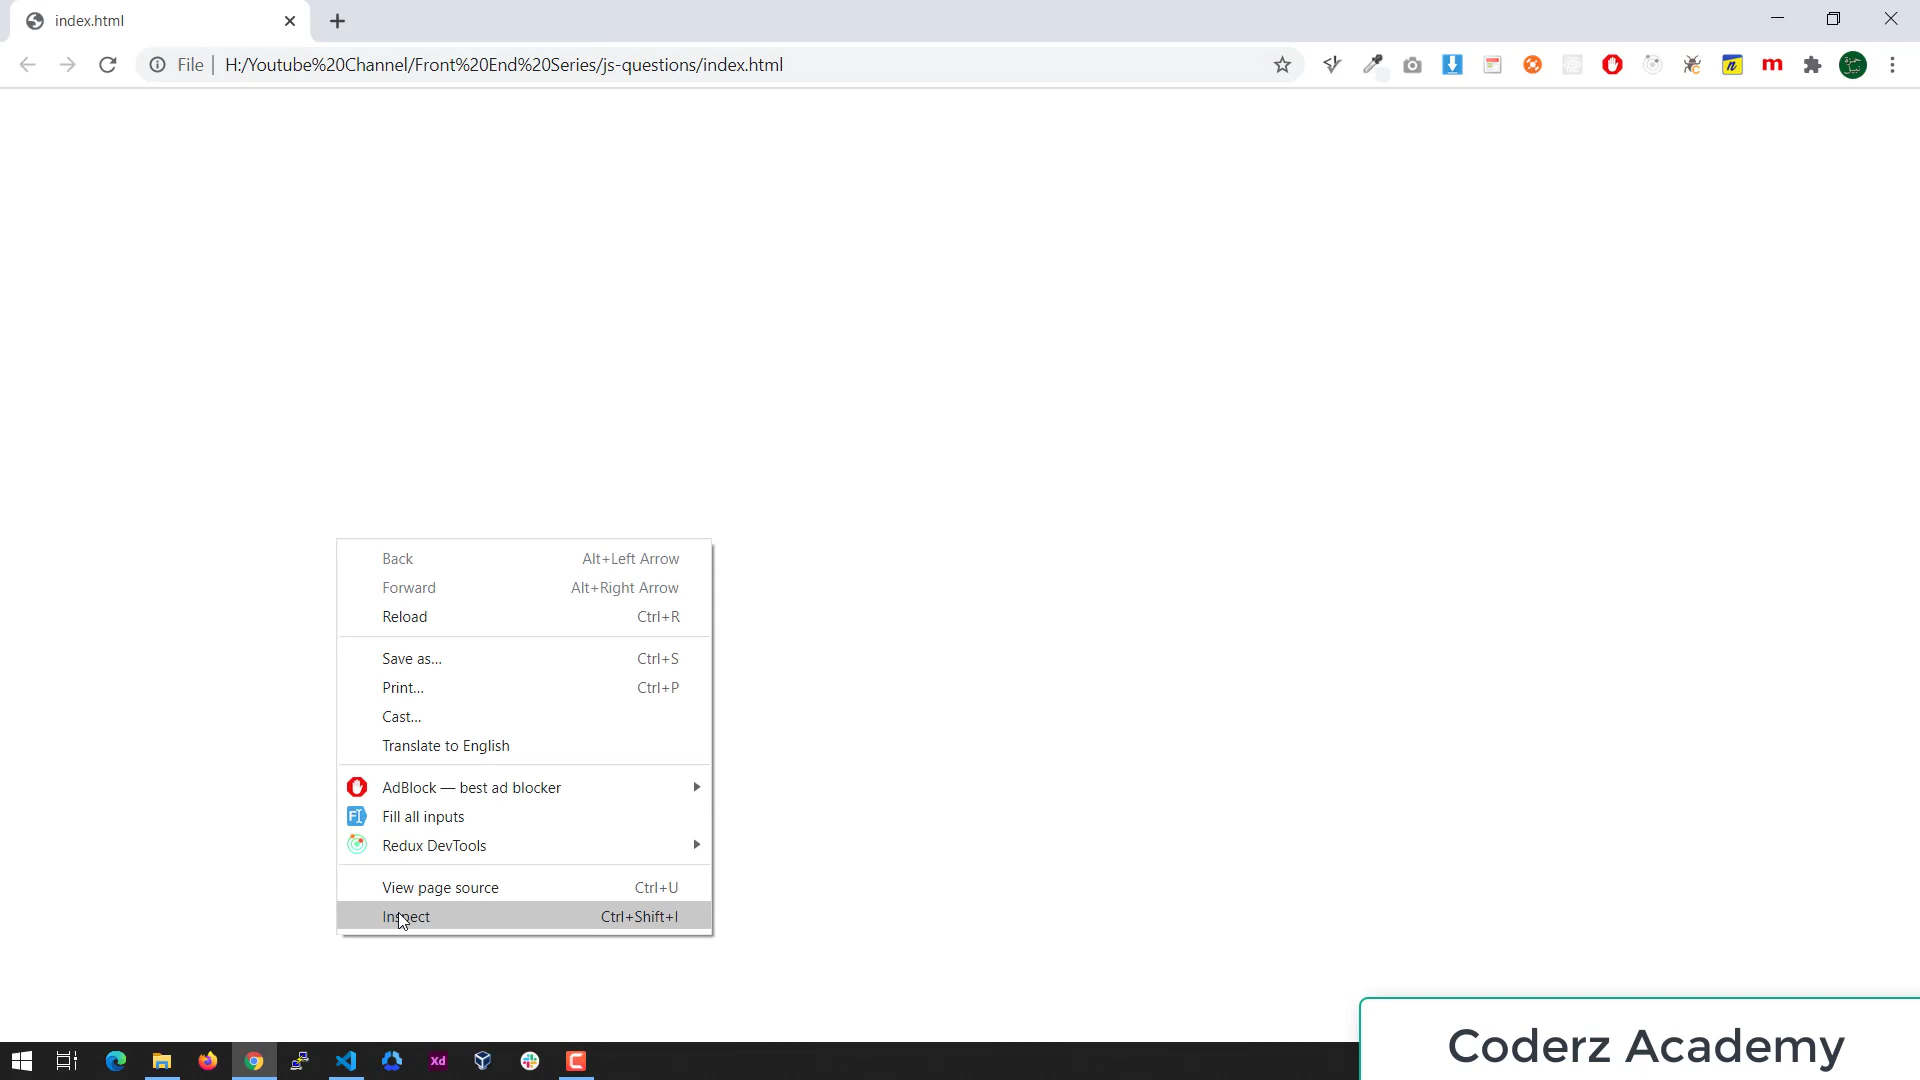 index.html
File | H:/Youtube%20Channel/Front%20End%20Series/js-questions/index.html
Back Alt+Left Arrow
Forward Alt+Right Arrow
Reload Ctrl+R
Save as... Ctrl+S
Print... Ctrl+P
Cast...
Translate to English
AdBlock — best ad blocker
FI Fill all inputs
Redux DevTools
View page source Ctrl+U
Inspect Ctrl+Shift+I
Xd
Coderz Academy